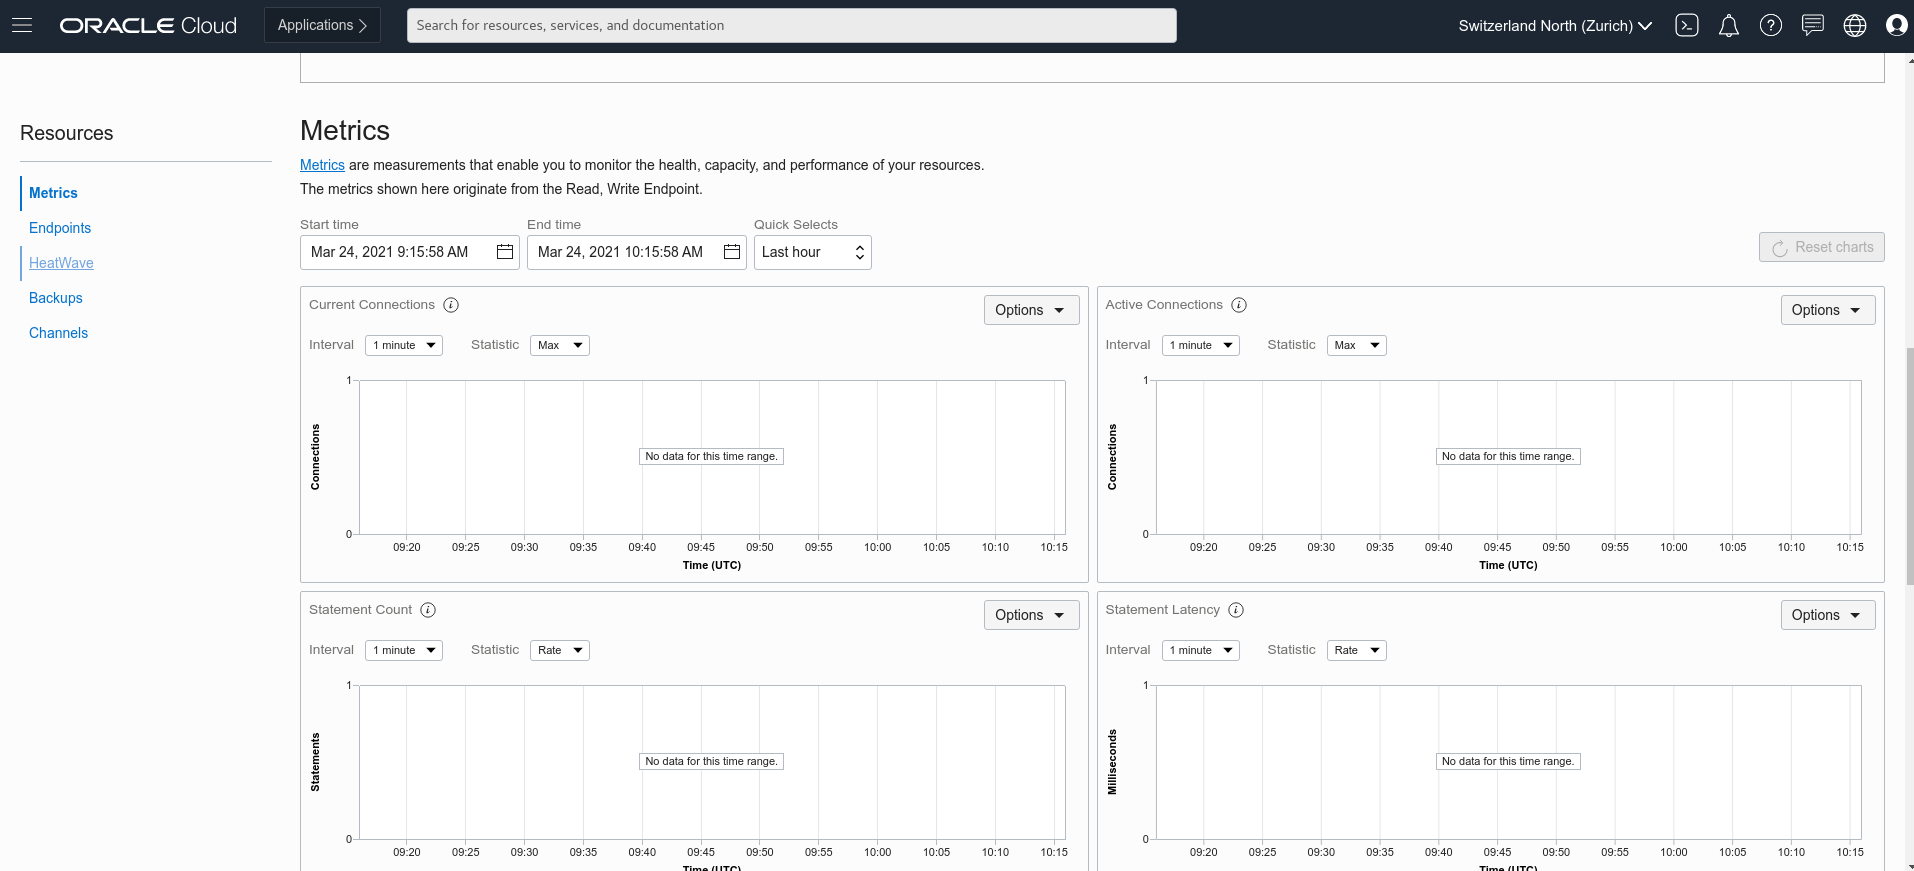 ORACLE Cloud
Applications
Search for resources, services, and documentation
Switzerland North (Zurich)
Resources
Metrics
Endpoints
HeatWave
Backups
Channels
Metrics
Metrics are measurements that enable you to monitor the health, capacity, and performance of your resources.
The metrics shown here originate from the Read, Write Endpoint.
Start time
End time
Quick Selects
Mar 24, 2021 9:15:58 AM
Mar 24, 2021 10:15:58 AM
Last hour
Reset charts
Current Connections
Options
Interval 1 minute Statistic Max
1
Connections
No data for this time range.
0
09:20 09:25 09:30 09:35 09:40 09:45 09:50 09:55 10:00 10:05 10:10 10:15
Time (UTC)
Active Connections
Options
Interval 1 minute Statistic Max
1
Connections
No data for this time range.
0
09:20 09:25 09:30 09:35 09:40 09:45 09:50 09:55 10:00 10:05 10:10 10:15
Time (UTC)
Statement Count
Options
Interval 1 minute Statistic Rate
1
Statements
No data for this time range.
0
09:20 09:25 09:30 09:35 09:40 09:45 09:50 09:55 10:00 10:05 10:10 10:15
Time (UTC)
Statement Latency
Options
Interval 1 minute Statistic Rate
1
Milliseconds
No data for this time range.
0
09:20 09:25 09:30 09:35 09:40 09:45 09:50 09:55 10:00 10:05 10:10 10:15
Time (UTC)